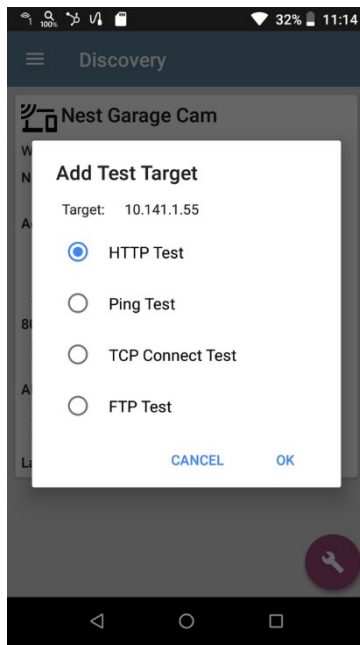 100%
32% 11:14
Discovery
Nest Garage Cam
Add Test Target
Target: 10.141.1.55
HTTP Test
Ping Test
TCP Connect Test
FTP Test
CANCEL OK